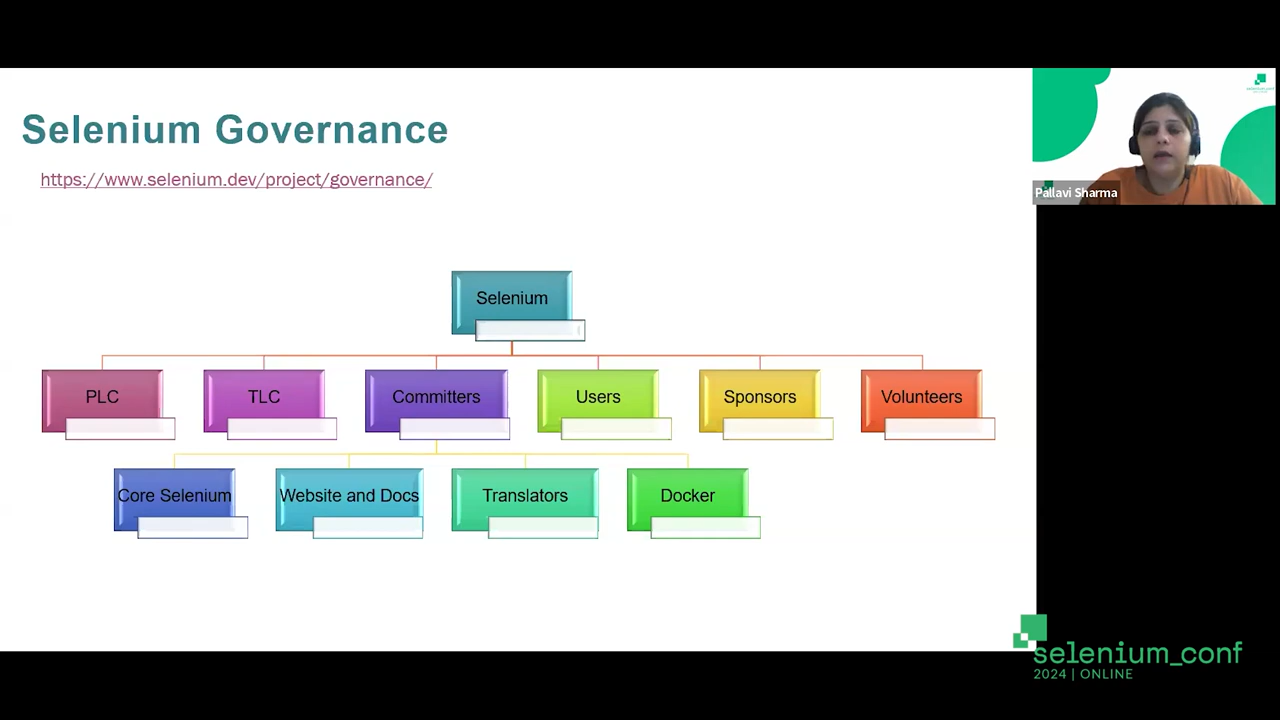 Selenium Governance
https://www.selenium.dev/project/governance/
Selenium
PLC
TLC
Committers
Users
Sponsors
Volunteers
Core Selenium
Website and Docs
Translators
Docker
Pallavi Sharma
selenium_conf
2024 | ONLINE